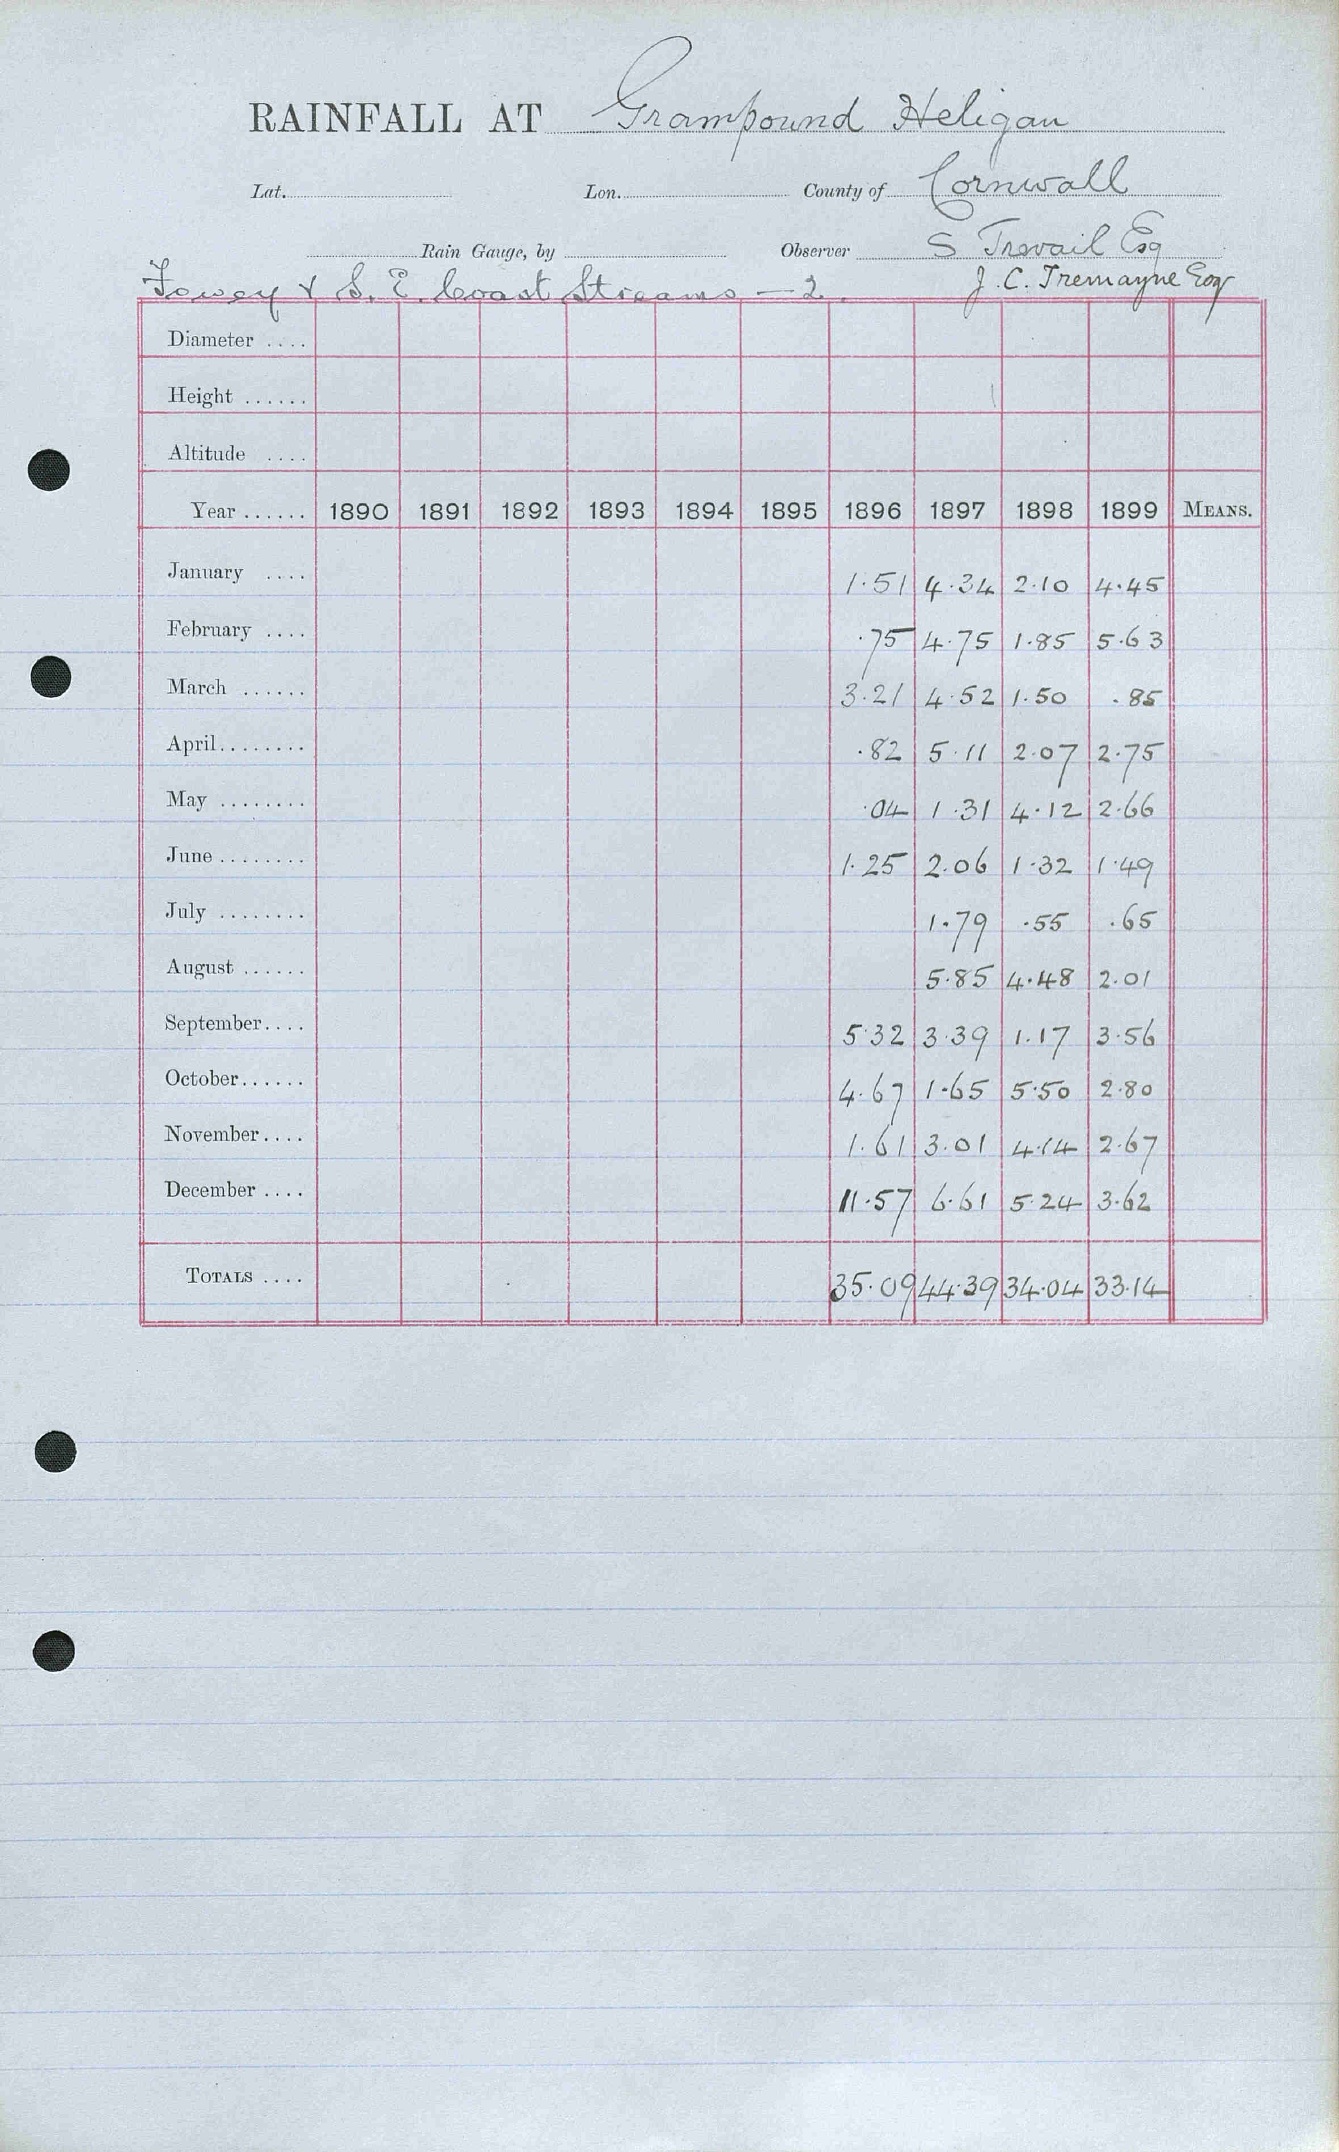 RAINFALL AT Grampound Heligan
Lat. Lon. County of Cornwall
Rain Gauge, by Observer S Trevail Esq
Fowey & S. E. Coast Streams — 2. J. C. Tremayne Esqr
Diameter ....
Height ......
Altitude ....
Year ...... 1890 1891 1892 1893 1894 1895 1896 1897 1898 1899 MEANS.
January .... 1.51 4.34 2.10 4.45
February .... .75 4.75 1.85 5.63
March ...... 3.21 4.52 1.50 .85
April........ .82 5.11 2.07 2.75
May ........ .04 1.31 4.12 2.66
June ........ 1.25 2.06 1.32 1.49
July ........ 1.79 .55 .65
August ...... 5.85 4.48 2.01
September.... 5.32 3.39 1.17 3.56
October...... 4.67 1.65 5.50 2.80
November.... 1.61 3.01 4.14 2.67
December .... 11.57 6.61 5.24 3.62
TOTALS .... 35.09 44.39 34.04 33.14